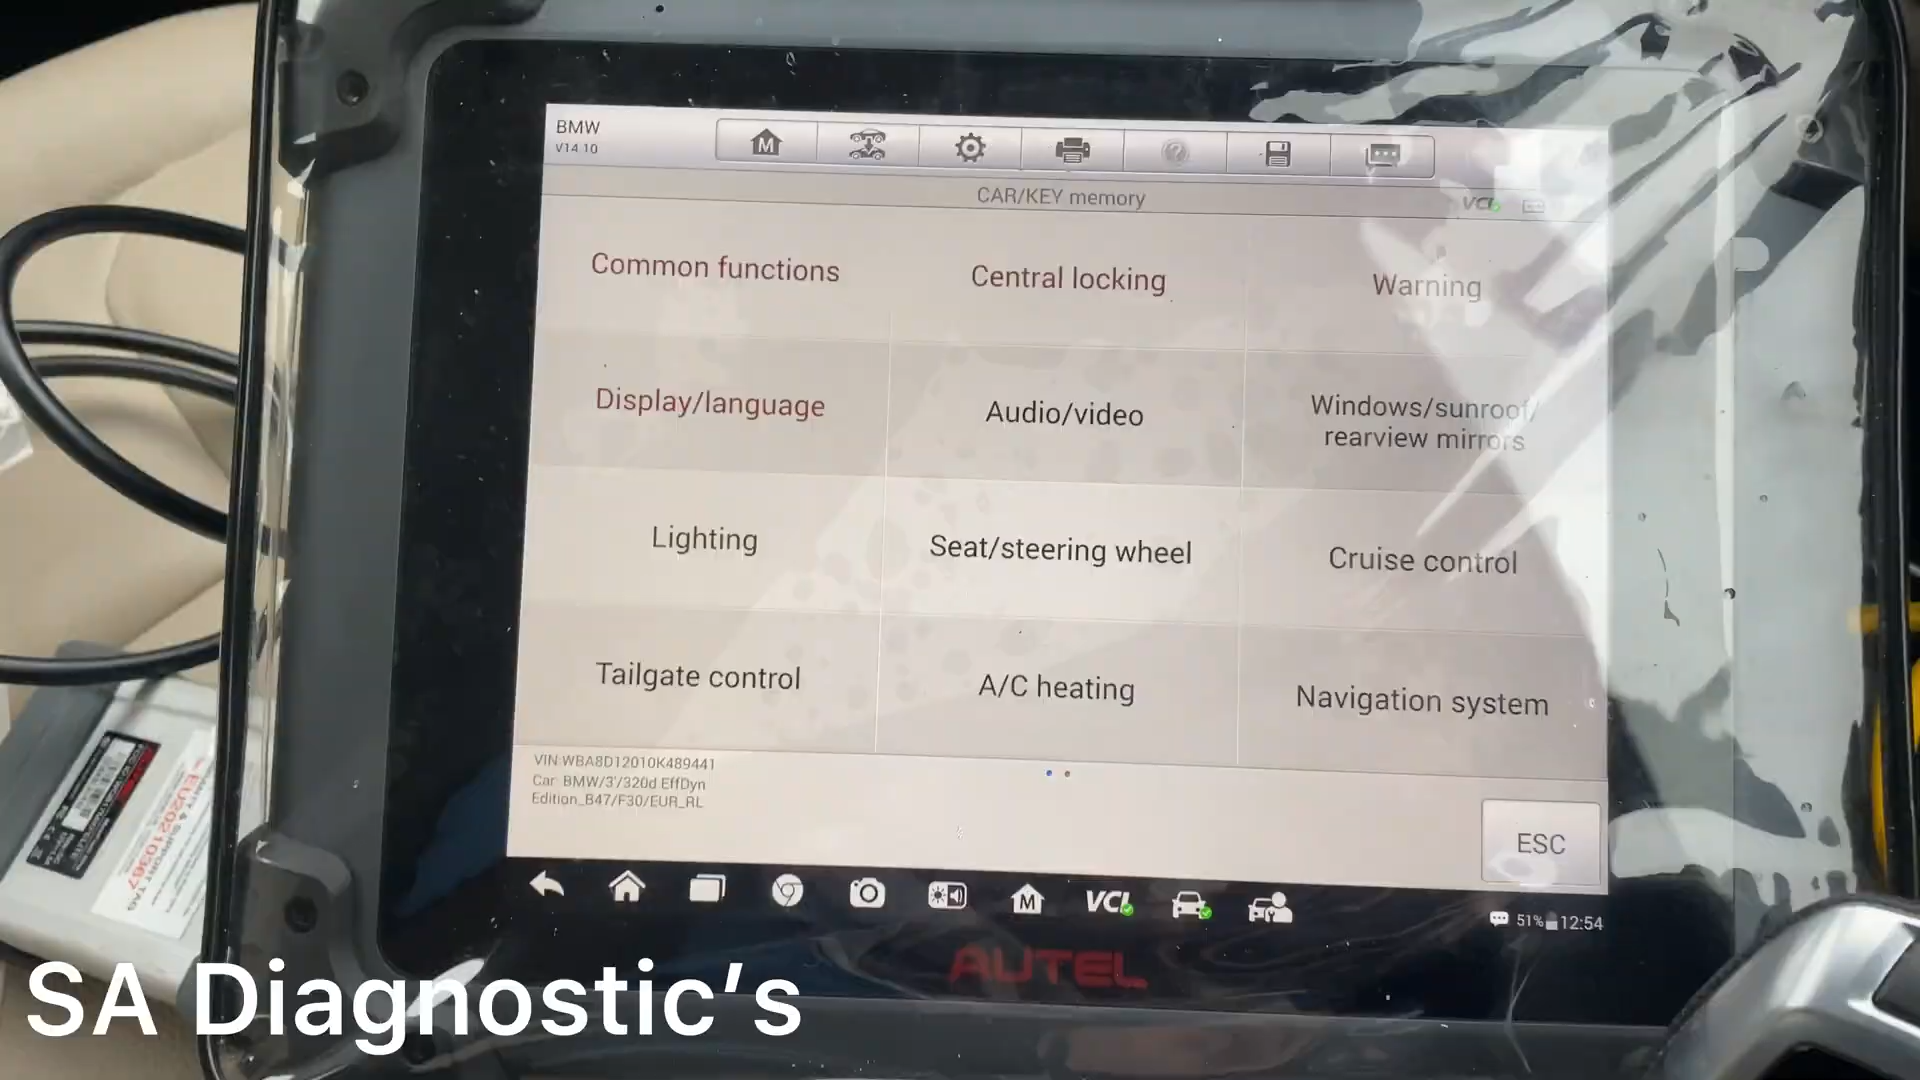 BMW
V14.10
M
CAR/KEY memory
VCI
Common functions
Central locking
Warning
Display/language
Audio/video
Windows/sunroof/
rearview mirrors
Lighting
Seat/steering wheel
Cruise control
Tailgate control
A/C heating
Navigation system
VIN:WBA8D12010K489441
Car: BMW/3'/320d EffDyn
Edition_B47/F30/EUR_RL
ESC
M
VCI
51%
12:54
AUTEL
SA Diagnostic’s